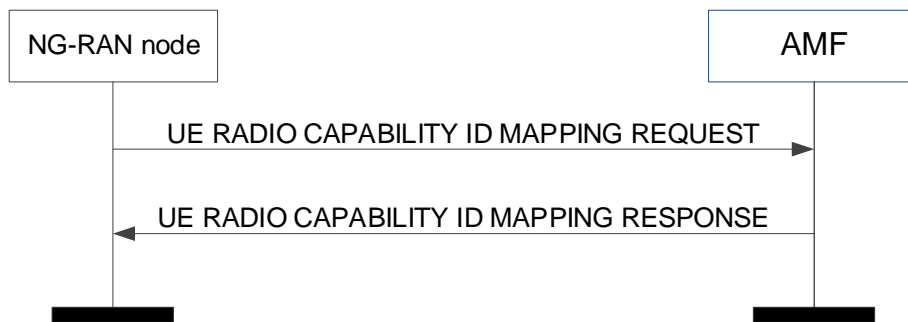 NG-RAN node
AMF
UE RADIO CAPABILITY ID MAPPING REQUEST
UE RADIO CAPABILITY ID MAPPING RESPONSE